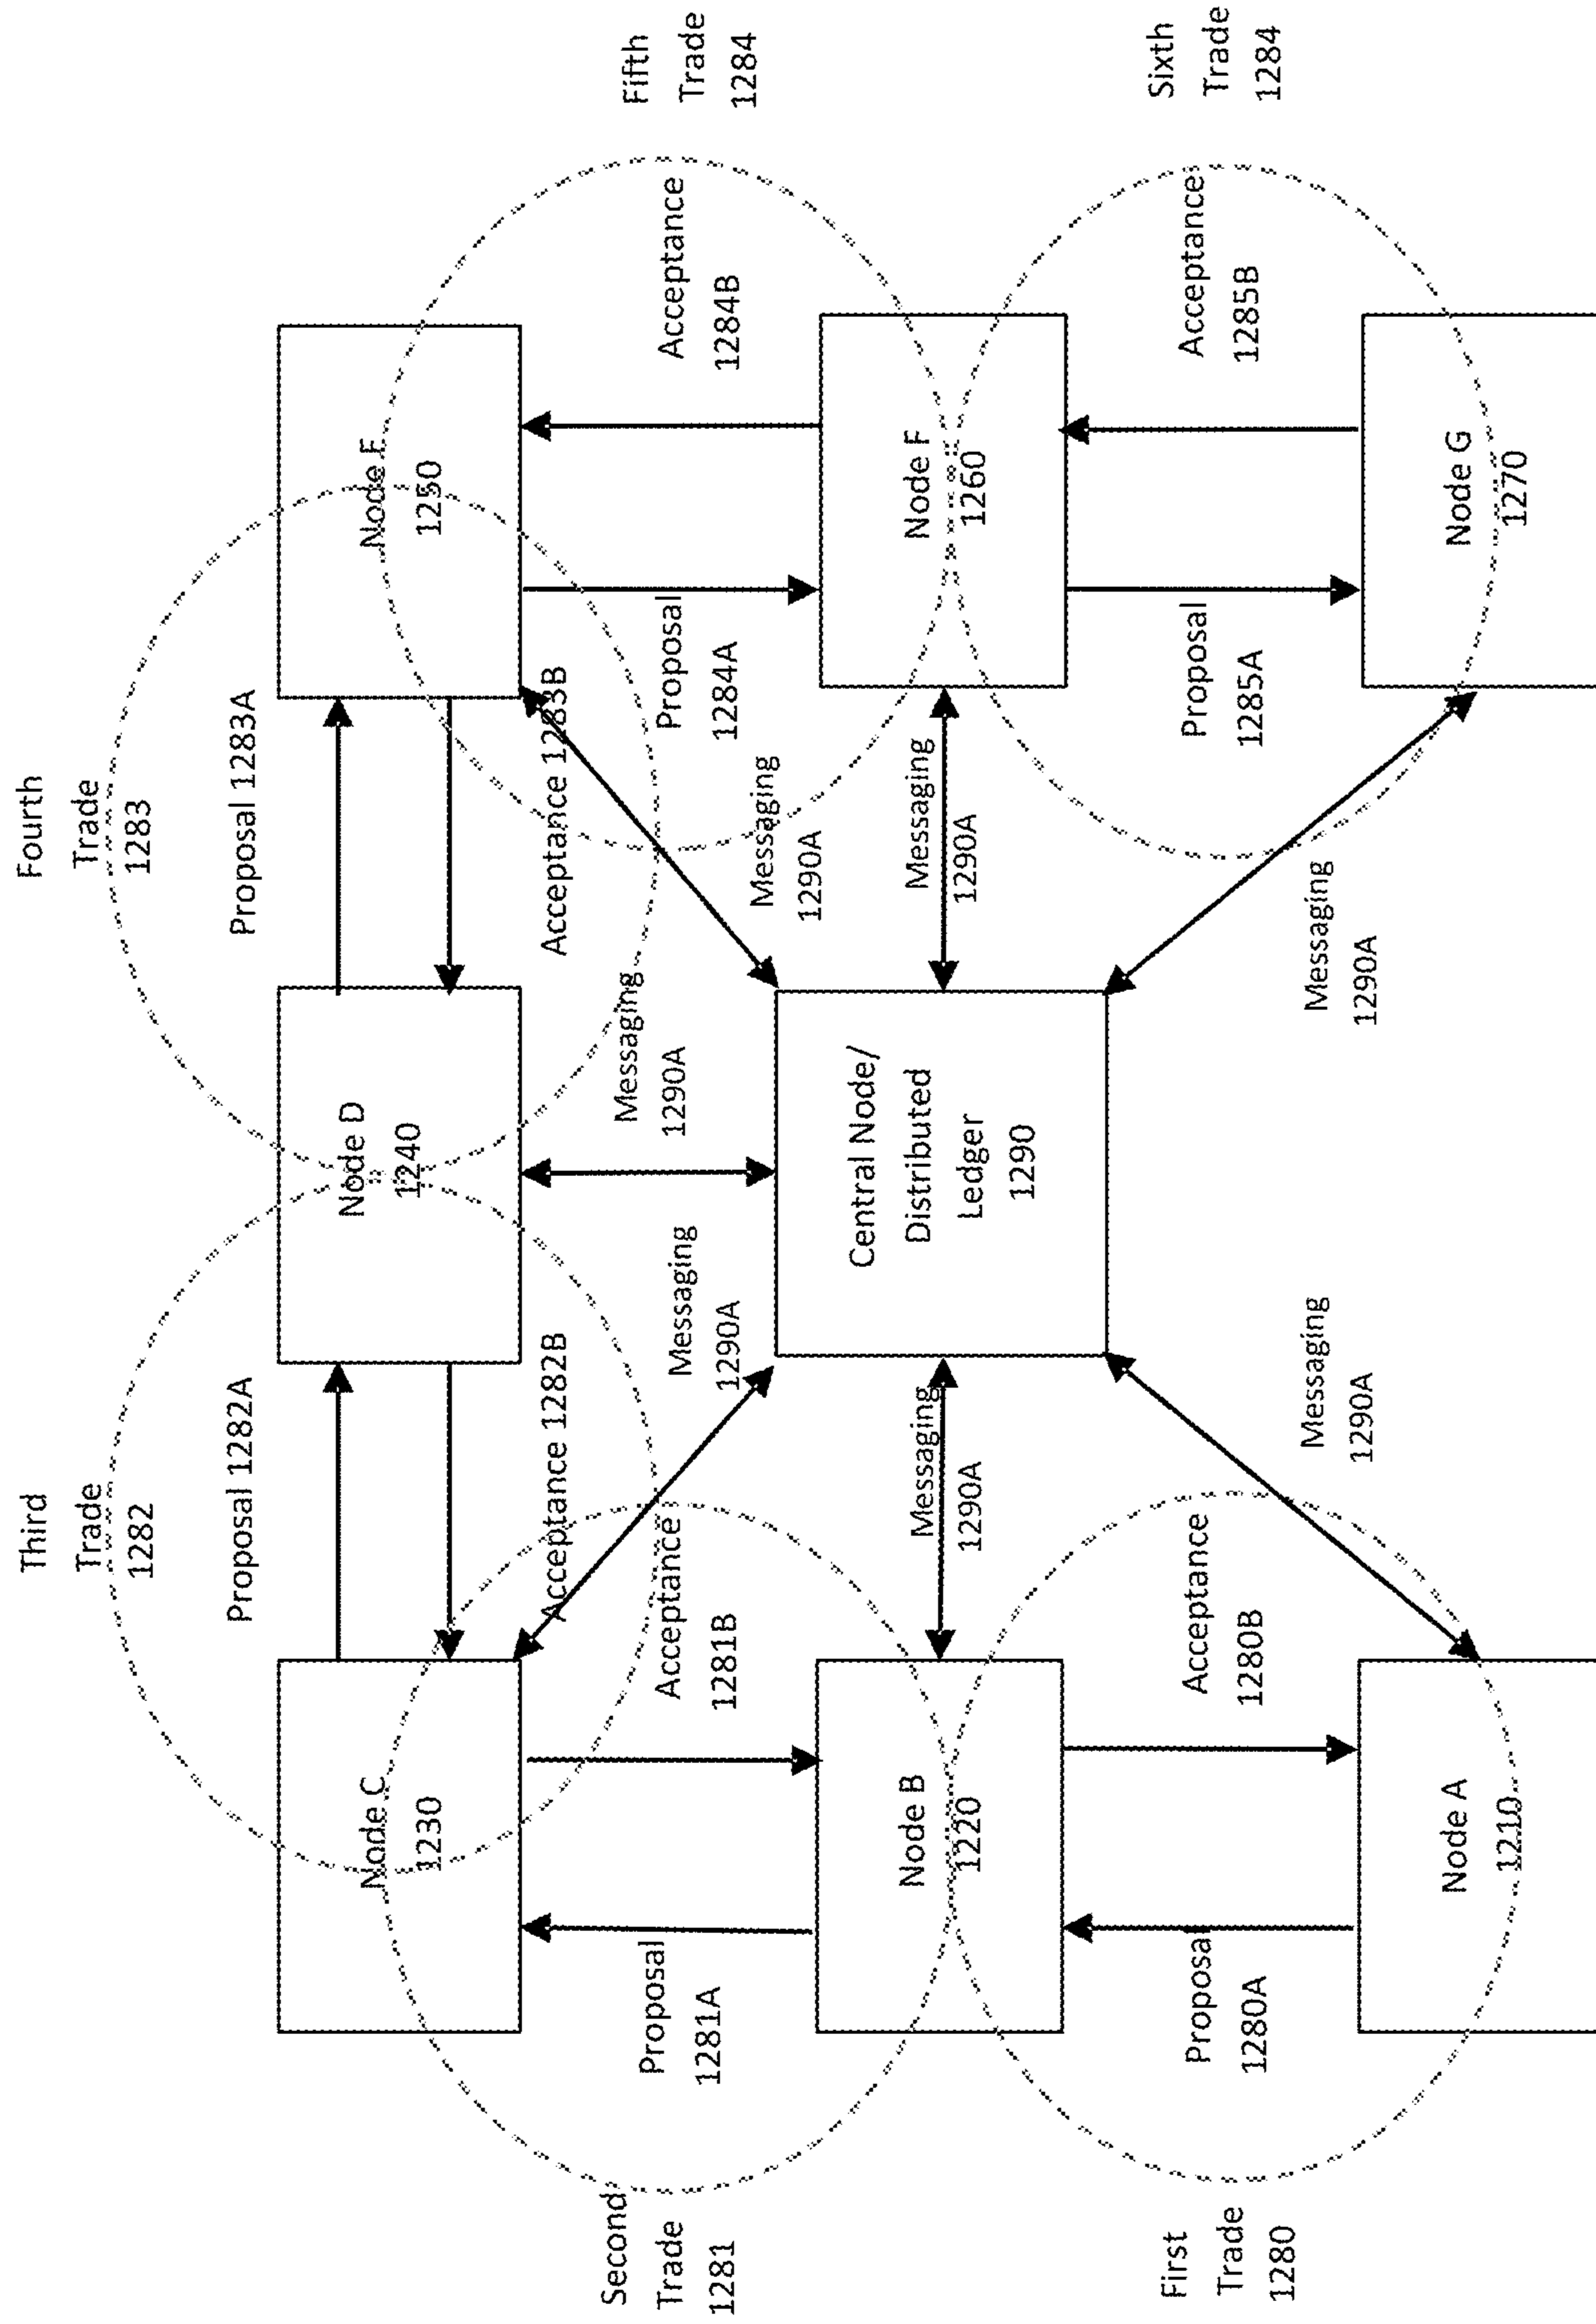 Third
Trade
1282
Fourth
Trade
1283
Proposal 1282A
Proposal 1283A
Node C
1230
Node D
1240
Node E
1250
Acceptance 1282B
Acceptance 1283B
Second
Trade
1281
Proposal
1281A
Acceptance
1281B
Messaging
1290A
Messaging
1290A
Messaging
1290A
Proposal
1284A
Acceptance
1284B
Fifth
Trade
1284
Node B
1220
Messaging
1290A
Central Node/
Distributed
Ledger
1290
Messaging
1290A
Node F
1260
First
Trade
1280
Proposal
1280A
Acceptance
1280B
Messaging
1290A
Messaging
1290A
Proposal
1285A
Acceptance
1285B
Sixth
Trade
1284
Node A
1210
Node G
1270